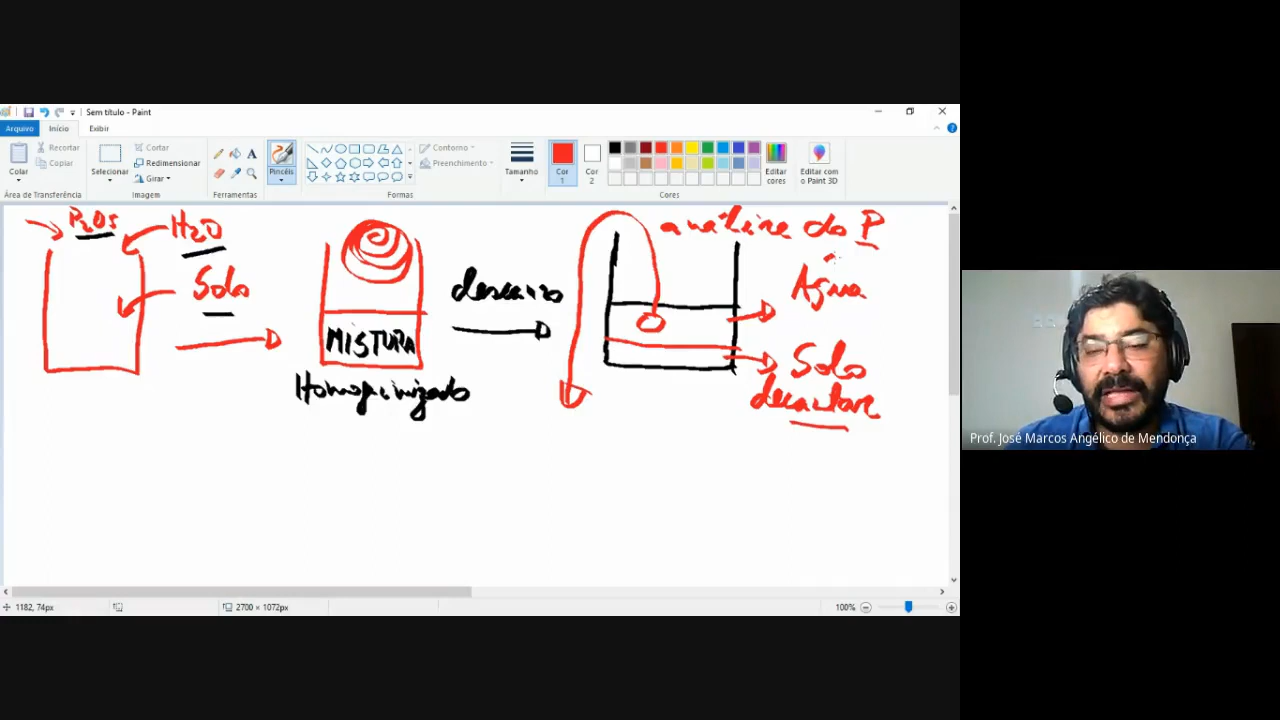 Sem título - Paint
Arquivo Início Exibir
Colar
Recortar
Copiar
Área de Transferência
Selecionar
Cortar
Redimensionar
Girar
Imagem
Ferramentas
Pincéis
Formas
Contorno
Preenchimento
Tamanho
Cor 1
Cor 2
Cores
Editar cores
Editar com o Paint 3D
P2O5
H2O
Solo
MISTURA
Homogeinizado
descanso
análise do P
Água
Solo
decantou
Prof. José Marcos Angélico de Mendonça
1182, 74px
2700 × 1072px
100%